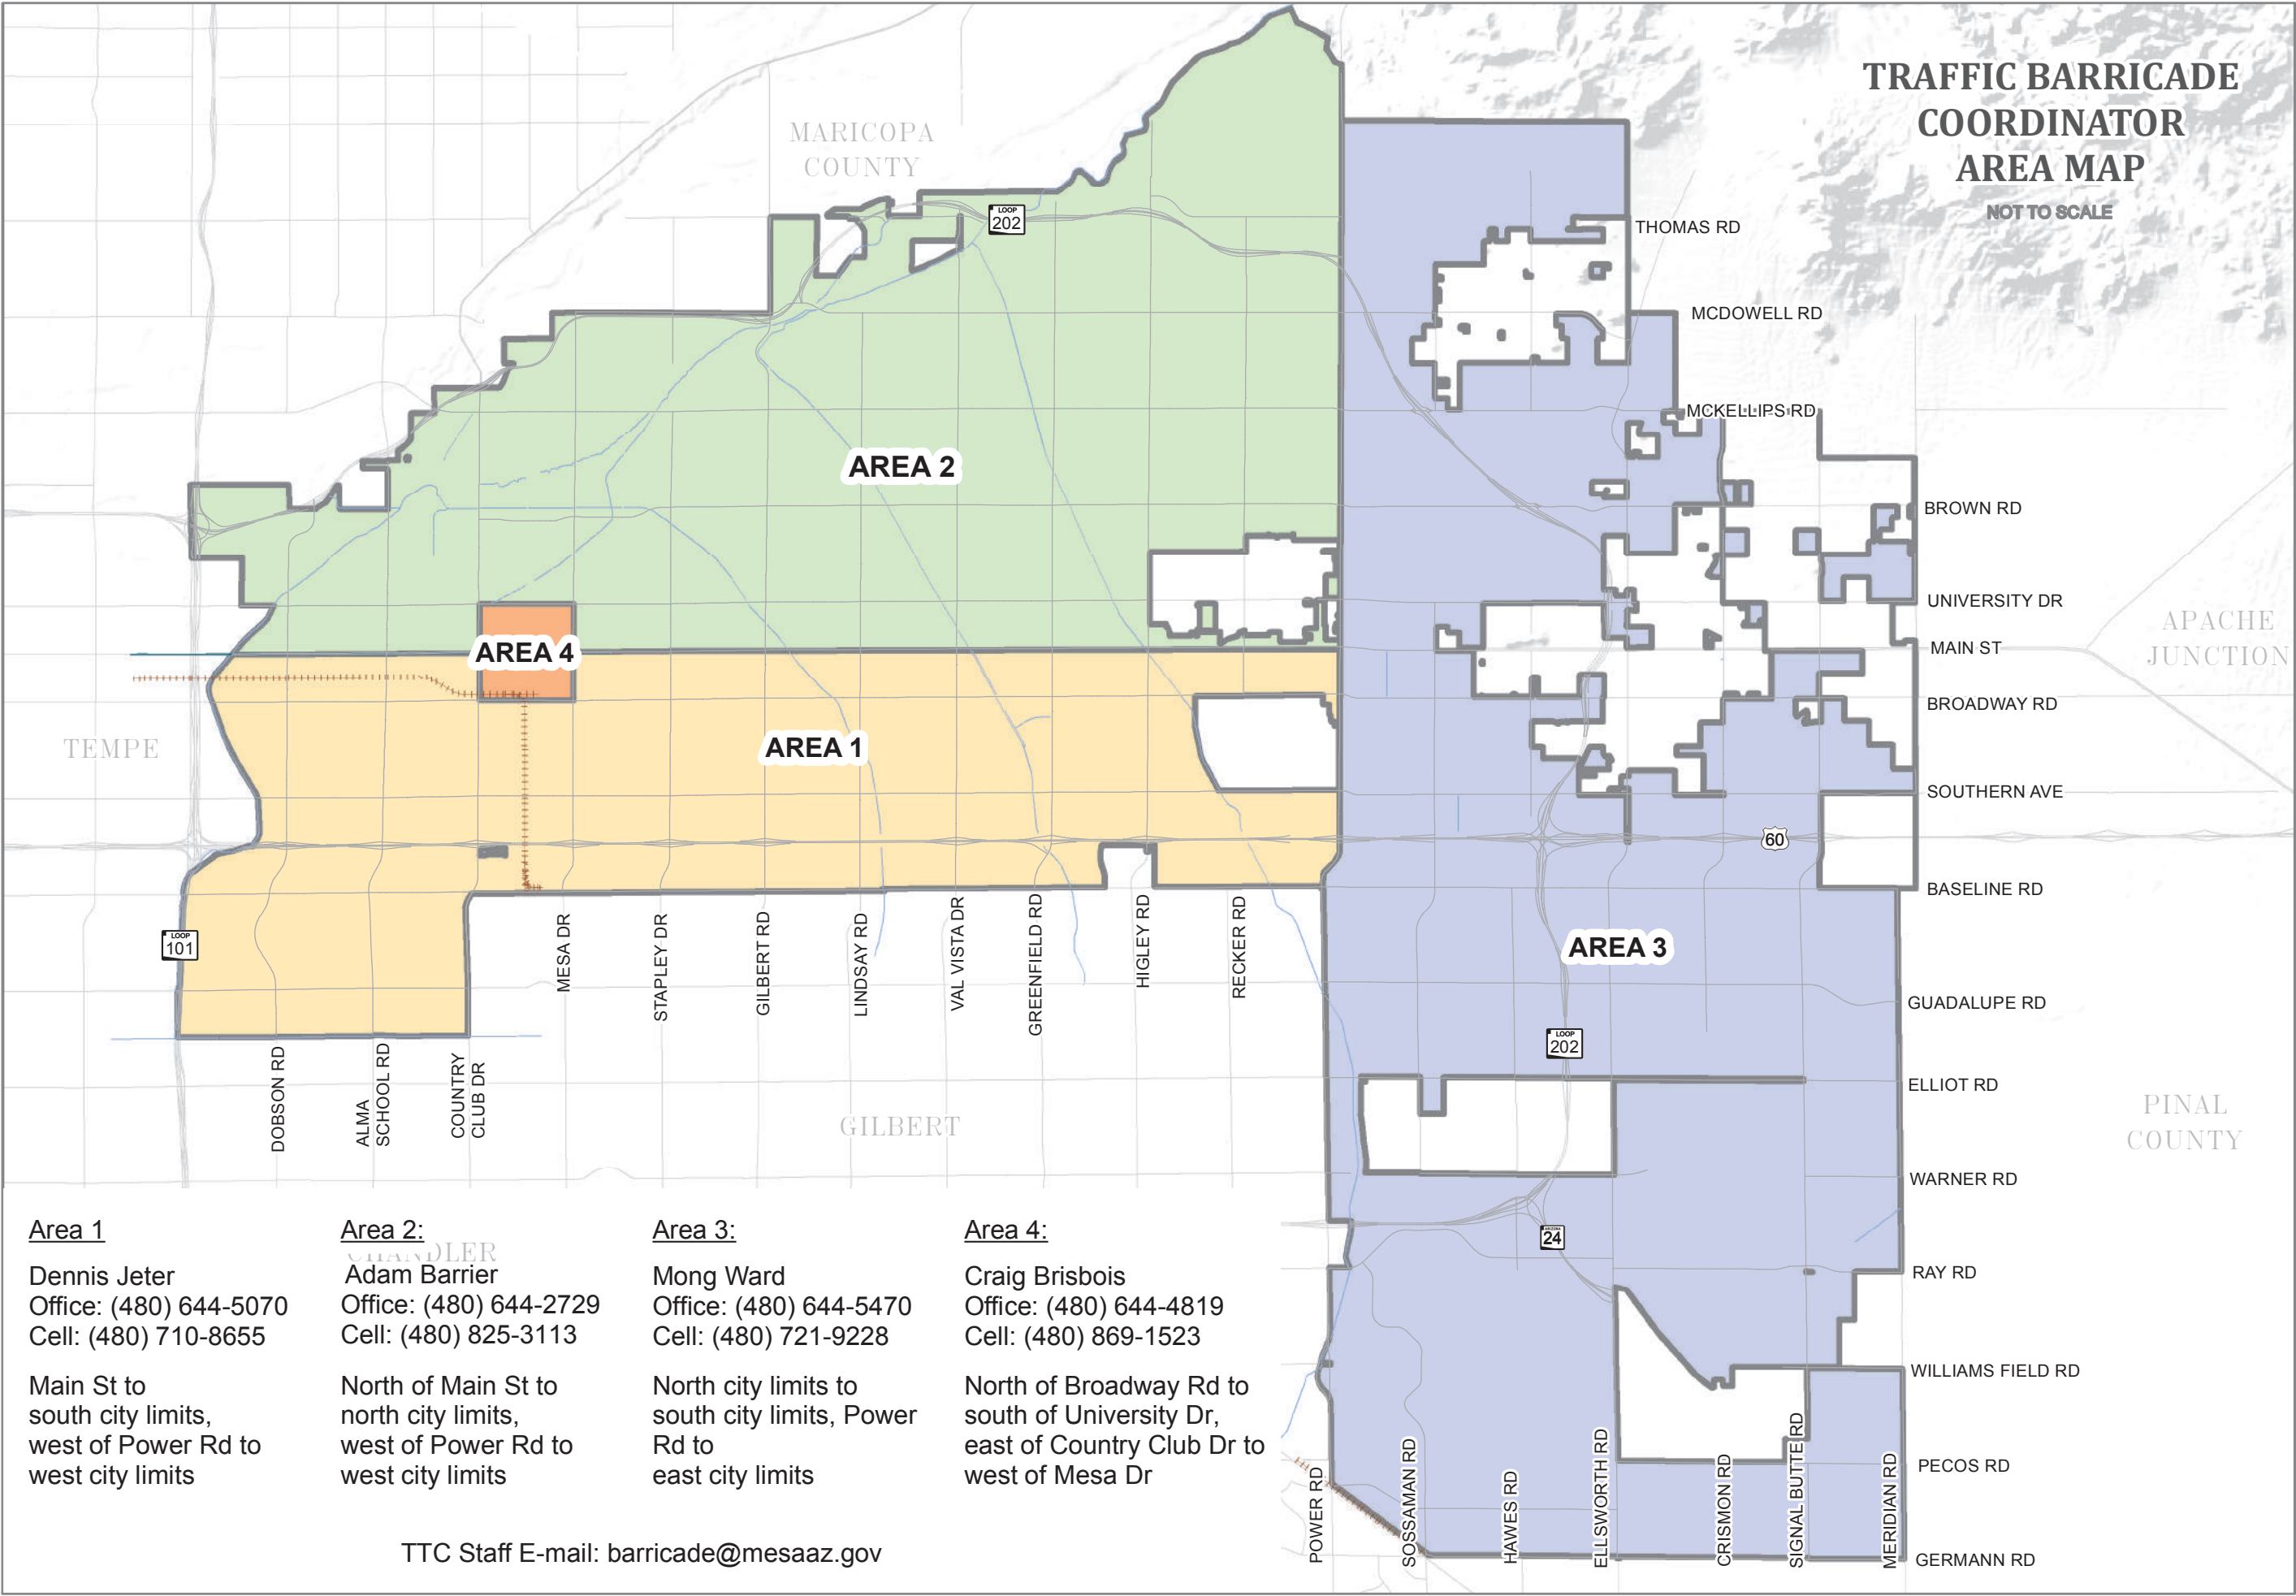 TRAFFIC BARRICADE
COORDINATOR
AREA MAP
NOT TO SCALE
MARICOPA
COUNTY
LOOP
202
THOMAS RD
MCDOWELL RD
MCKELLIPS RD
AREA 2
BROWN RD
UNIVERSITY DR
APACHE
JUNCTION
MAIN ST
AREA 4
BROADWAY RD
TEMPE
AREA 1
SOUTHERN AVE
60
BASELINE RD
LOOP
101
AREA 3
MESA DR
STAPLEY DR
GILBERT RD
LINDSAY RD
VAL VISTA DR
GREENFIELD RD
HIGLEY RD
RECKER RD
GUADALUPE RD
LOOP
202
DOBSON RD
ALMA
SCHOOL RD
COUNTRY
CLUB DR
ELLIOT RD
GILBERT
PINAL
COUNTY
WARNER RD
ARIZONA
24
RAY RD
WILLIAMS FIELD RD
PECOS RD
POWER RD
SOSSAMAN RD
HAWES RD
ELLSWORTH RD
CRISMON RD
SIGNAL BUTTE RD
MERIDIAN RD
GERMANN RD
CHANDLER
Area 1
Dennis Jeter
Office: (480) 644-5070
Cell: (480) 710-8655
Main St to
south city limits,
west of Power Rd to
west city limits
Area 2:
Adam Barrier
Office: (480) 644-2729
Cell: (480) 825-3113
North of Main St to
north city limits,
west of Power Rd to
west city limits
Area 3:
Mong Ward
Office: (480) 644-5470
Cell: (480) 721-9228
North city limits to
south city limits, Power
Rd to
east city limits
Area 4:
Craig Brisbois
Office: (480) 644-4819
Cell: (480) 869-1523
North of Broadway Rd to
south of University Dr,
east of Country Club Dr to
west of Mesa Dr
TTC Staff E-mail: barricade@mesaaz.gov